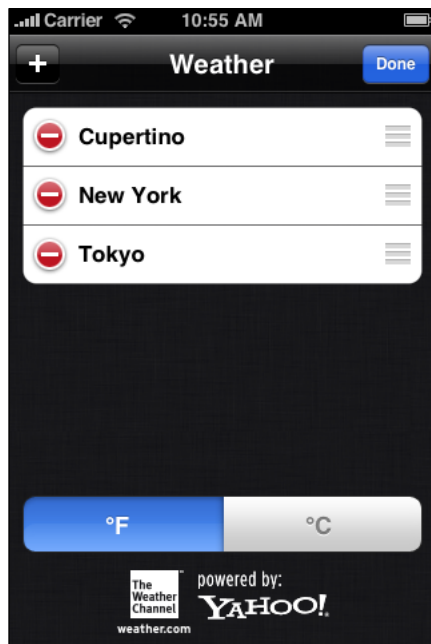 Carrier 10:55 AM
+ Weather Done
Cupertino
New York
Tokyo
°F °C
The
Weather
Channel
weather.com
powered by:
YAHOO!